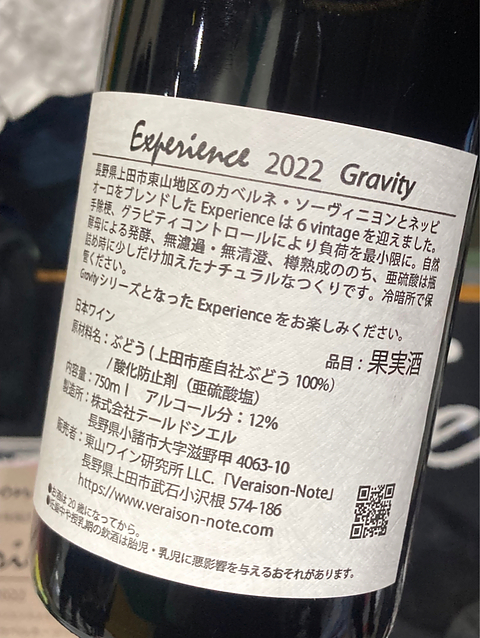 Experience 2022 Gravity
長野県上田市東山地区のカベルネ・ソーヴィニヨンとネッビ
オーロをブレンドした Experience は 6 vintage を迎えました。
手除梗、グラビティコントロールにより負荷を最小限に。自然
酵母による発酵、無濾過・無清澄、樽熟成ののち、亜硫酸は瓶
詰め時に少しだけ加えたナチュラルなつくりです。冷暗所で保
管ください。
Gravityシリーズとなった Experience をお楽しみください。
日本ワイン
品目：果実酒
原材料名：ぶどう ( 上田市産自社ぶどう 100%)
/ 酸化防止剤（亜硫酸塩）
内容量：750ml アルコール分：12%
製造所：株式会社テールドシエル
長野県小諸市大字滋野甲 4063-10
販売者：東山ワイン研究所 LLC.「Veraison-Note」
長野県上田市武石小沢根 574-186
https://www.veraison-note.com
●お酒は 20 歳になってから。
●妊娠中や授乳期の飲酒は胎児・乳児に悪影響を与えるおそれがあります。